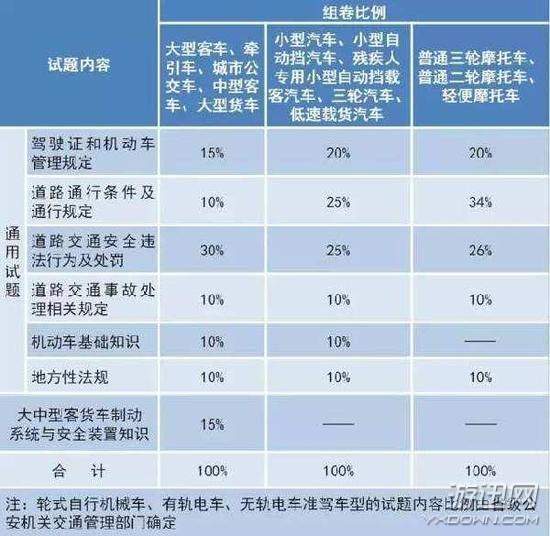 试题内容
组卷比例
大型客车、牵
引车、城市公
交车、中型客
车、大型货车
小型汽车、小型自
动挡汽车、残疾人
专用小型自动挡载
客汽车、三轮汽车、
低速载货汽车
普通三轮摩托车、
普通二轮摩托车、
轻便摩托车
通用试题
驾驶证和机动车
管理规定
15%
20%
20%
道路通行条件及
通行规定
10%
25%
34%
道路交通安全违
法行为及处罚
30%
25%
26%
道路交通事故处
理相关规定
10%
10%
10%
机动车基础知识
10%
10%
——
地方性法规
10%
10%
10%
大中型客货车制动
系统与安全装置知识
15%
——
——
合 计
100%
100%
100%
注：轮式自行机械车、有轨电车、无轨电车准驾车型的试题内容比例由省级公
安机关交通管理部门确定
游讯网
YXDOWN.COM